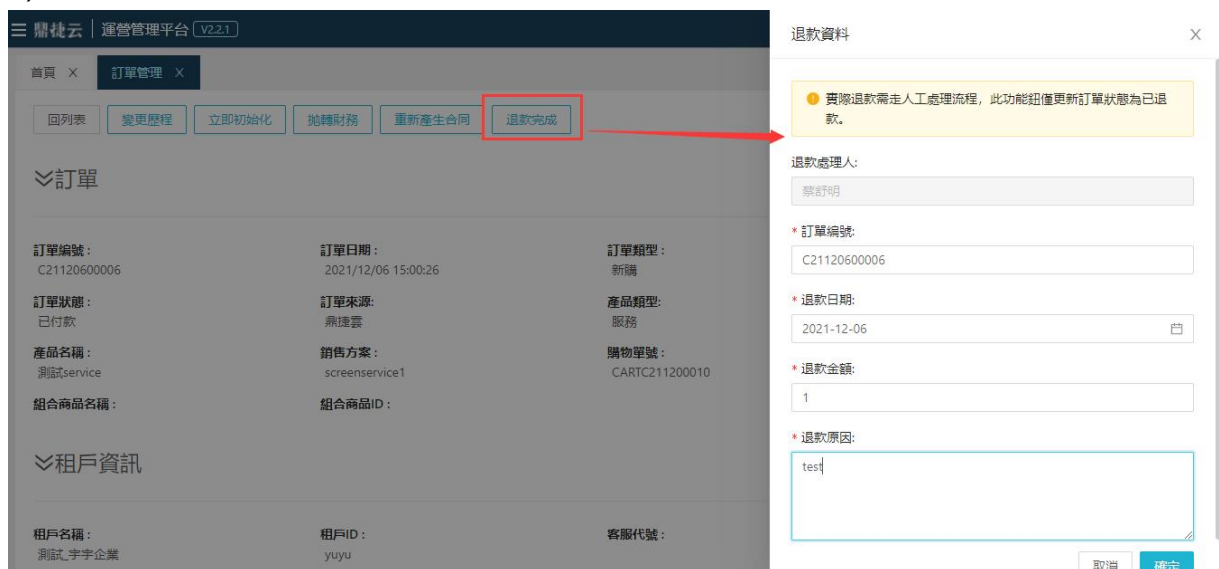 鼎捷云 運營管理平台 V2.2.1
首頁 X 訂單管理 X
回列表 變更歷程 立即初始化 拋轉財務 重新產生合同 退款完成
訂單
訂單編號: 訂單日期: 訂單類型:
C21120600006 2021/12/06 15:00:26 新購
訂單狀態: 訂單來源: 產品類型:
已付款 鼎捷雲 服務
產品名稱: 銷售方案: 購物單號:
測試service screenservice1 CARTC211200010
組合商品名稱: 組合商品ID:
租戶資訊
租戶名稱: 租戶ID: 客服代號:
測試_宇宇企業 yuyu
退款資料 X
實際退款需走人工處理流程,此功能鈕僅更新訂單狀態為已退
款。
退款處理人:
蔡舒明
* 訂單編號:
C21120600006
* 退款日期:
2021-12-06
* 退款金額:
1
* 退款原因:
test
取消 確定